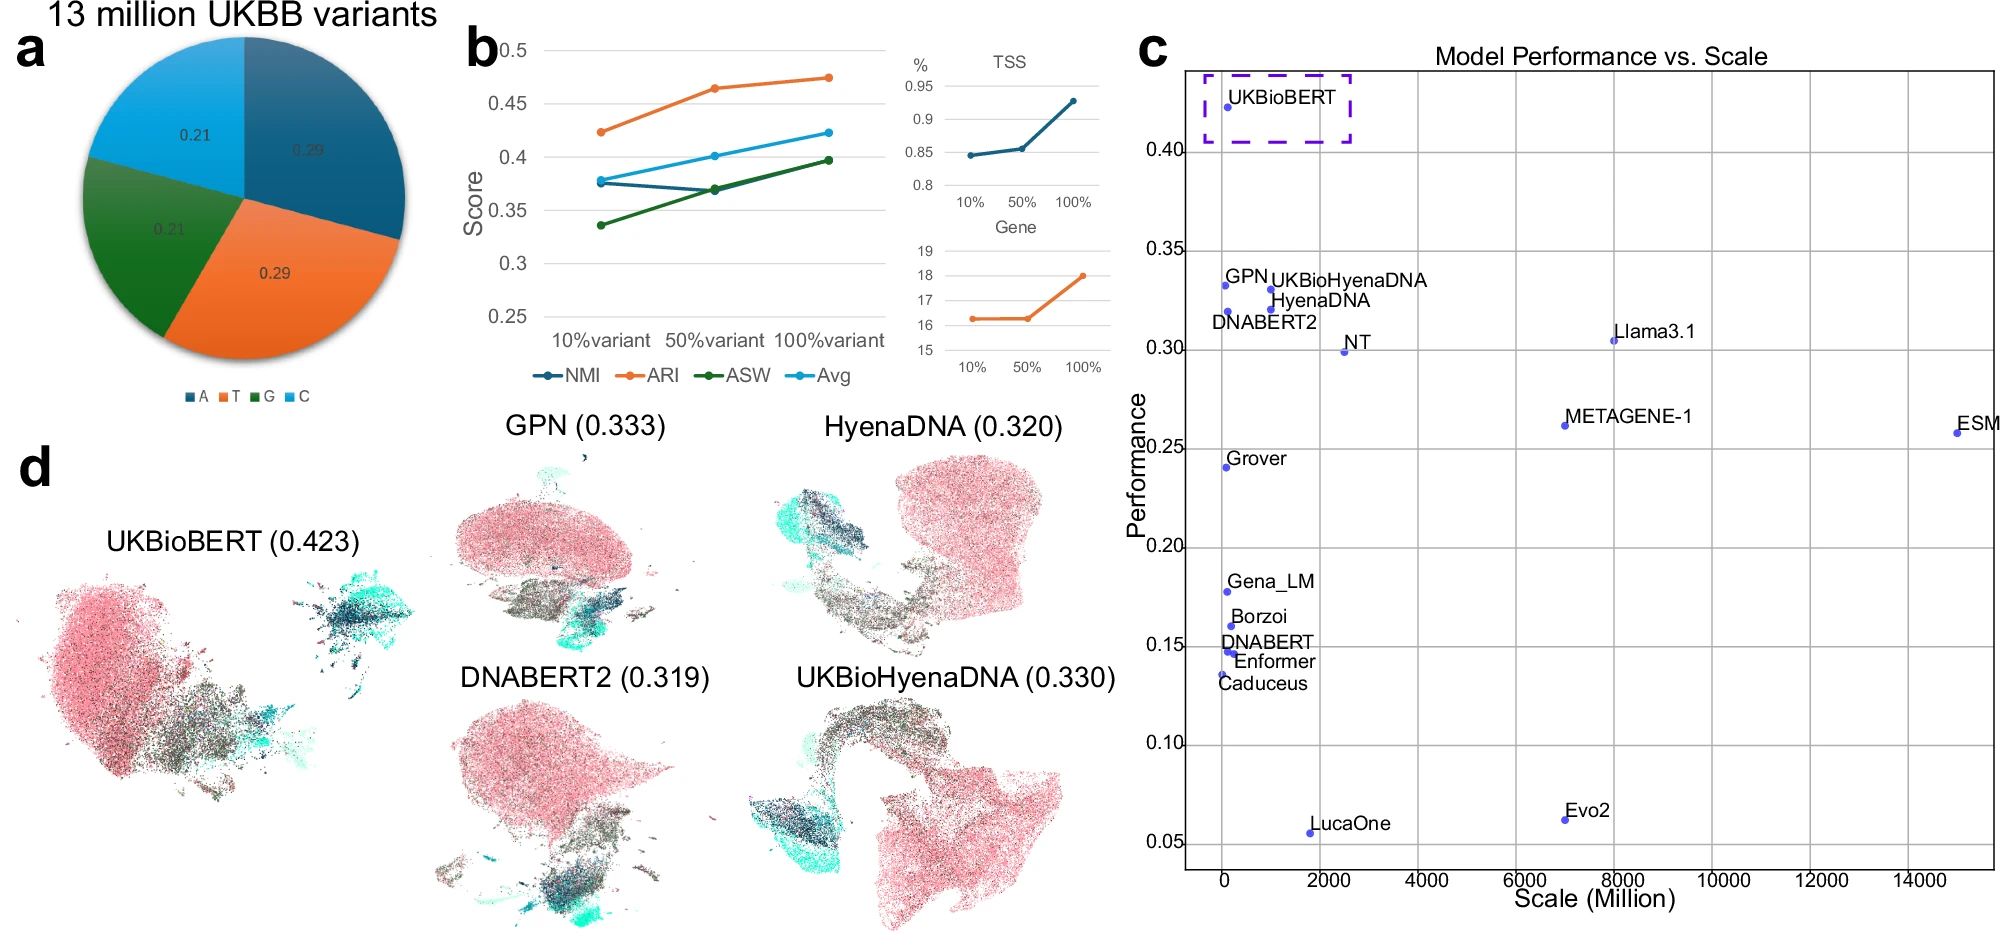 13 million UKBB variants
a
0.21
0.29
0.21
0.29
A T G C
b
0.5
0.45
0.4
0.35
0.3
0.25
Score
10%variant 50%variant 100%variant
NMI ARI ASW Avg
% TSS
0.95
0.9
0.85
0.8
10% 50% 100%
Gene
19
18
17
16
15
10% 50% 100%
c
Model Performance vs. Scale
UKBioBERT
0.40
0.35
GPN
UKBioHyenaDNA
HyenaDNA
DNABERT2
Llama3.1
NT
0.30
METAGENE-1
ESM
0.25
Grover
0.20
Gena_LM
Borzoi
DNABERT
0.15
Enformer
Caduceus
0.10
Evo2
LucaOne
0.05
Performance
0 2000 4000 6000 8000 10000 12000 14000
Scale (Million)
d
UKBioBERT (0.423)
GPN (0.333)
HyenaDNA (0.320)
DNABERT2 (0.319)
UKBioHyenaDNA (0.330)